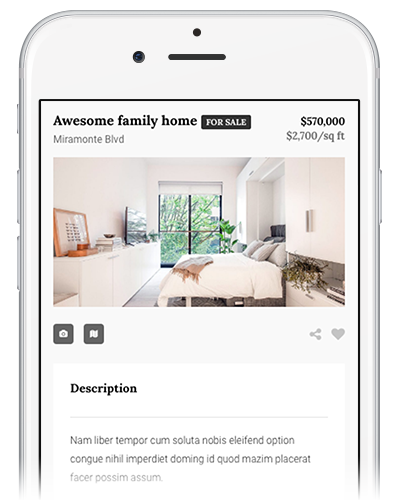 Awesome family home FOR SALE $570,000
Miramonte Blvd $2,700/sq ft
Description
Nam liber tempor cum soluta nobis eleifend option
congue nihil imperdiet doming id quod mazim placerat
facer possim assum.